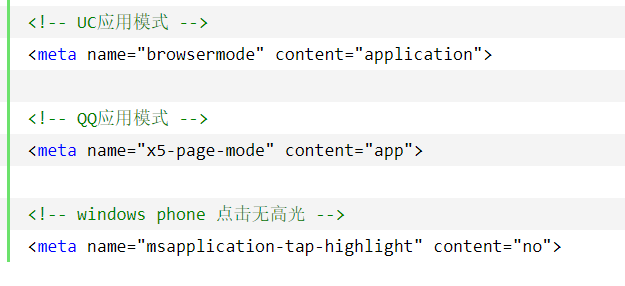 <!-- UC应用模式 -->
<meta name="browsermode" content="application">
<!-- QQ应用模式 -->
<meta name="x5-page-mode" content="app">
<!-- windows phone 点击无高光 -->
<meta name="msapplication-tap-highlight" content="no">